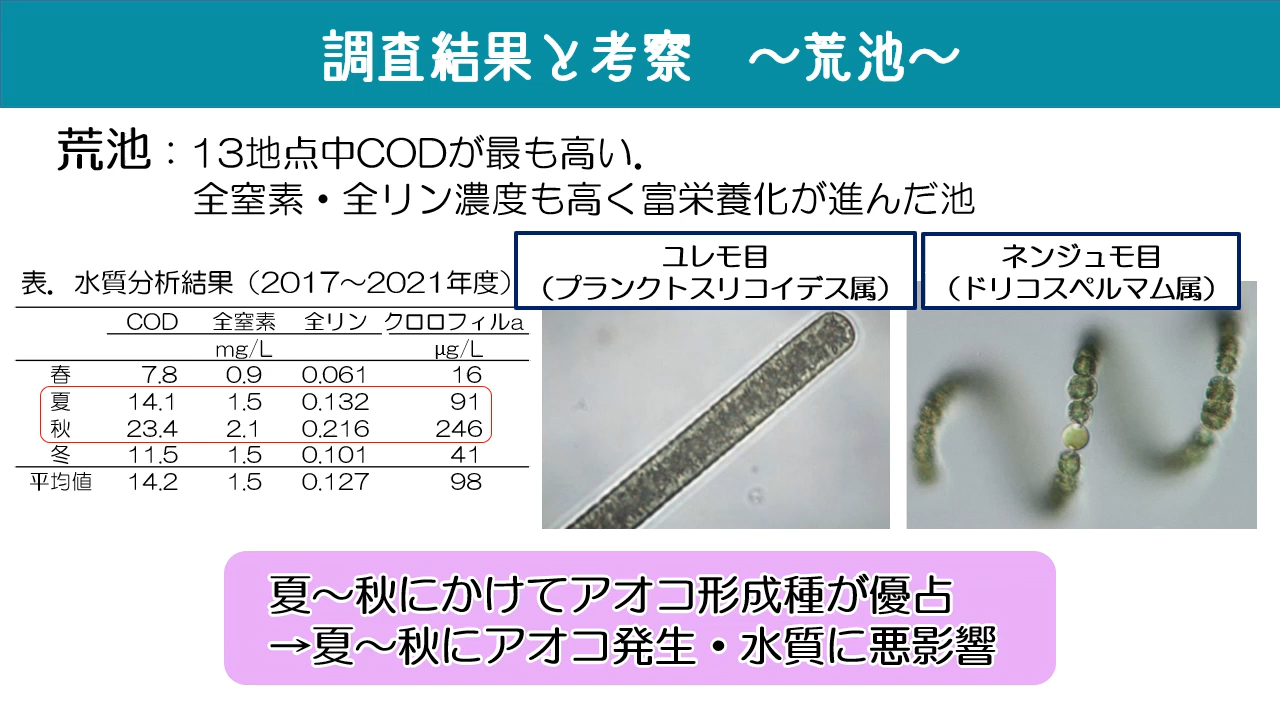 調査結果と考察　～荒池～
荒池：13地点中CODが最も高い．
全窒素・全リン濃度も高く富栄養化が進んだ池
ユレモ目
（プランクトスリコイデス属）
ネンジュモ目
（ドリコスペルマム属）
表．水質分析結果（2017～2021年度）
COD 全窒素 全リン クロロフィルa
mg/L μg/L
春 7.8 0.9 0.061 16
夏 14.1 1.5 0.132 91
秋 23.4 2.1 0.216 246
冬 11.5 1.5 0.101 41
平均値 14.2 1.5 0.127 98
夏～秋にかけてアオコ形成種が優占
→夏～秋にアオコ発生・水質に悪影響